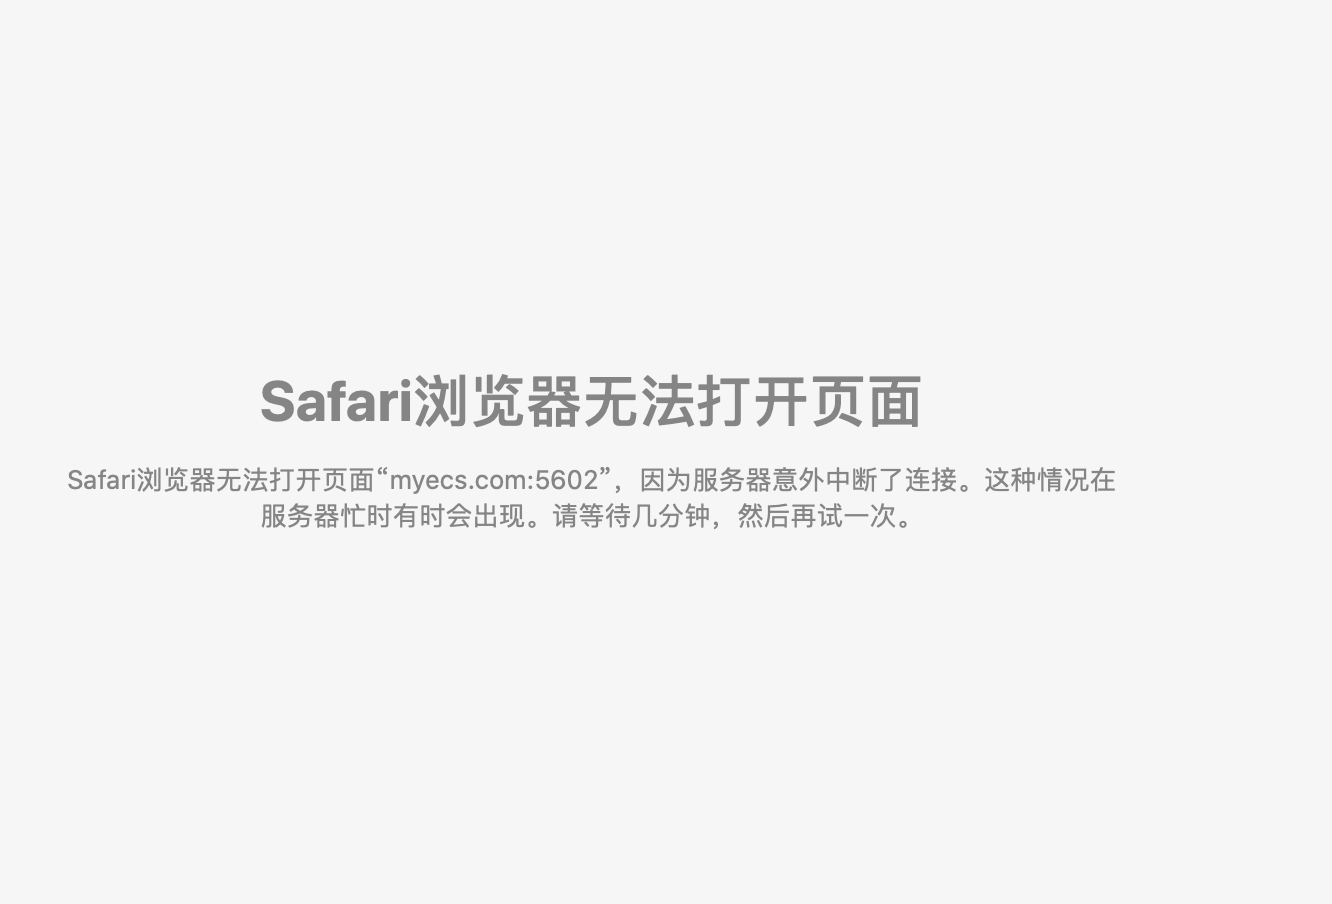 Safari浏览器无法打开页面
Safari浏览器无法打开页面“myecs.com:5602”，因为服务器意外中断了连接。这种情况在
服务器忙时有时会出现。请等待几分钟，然后再试一次。